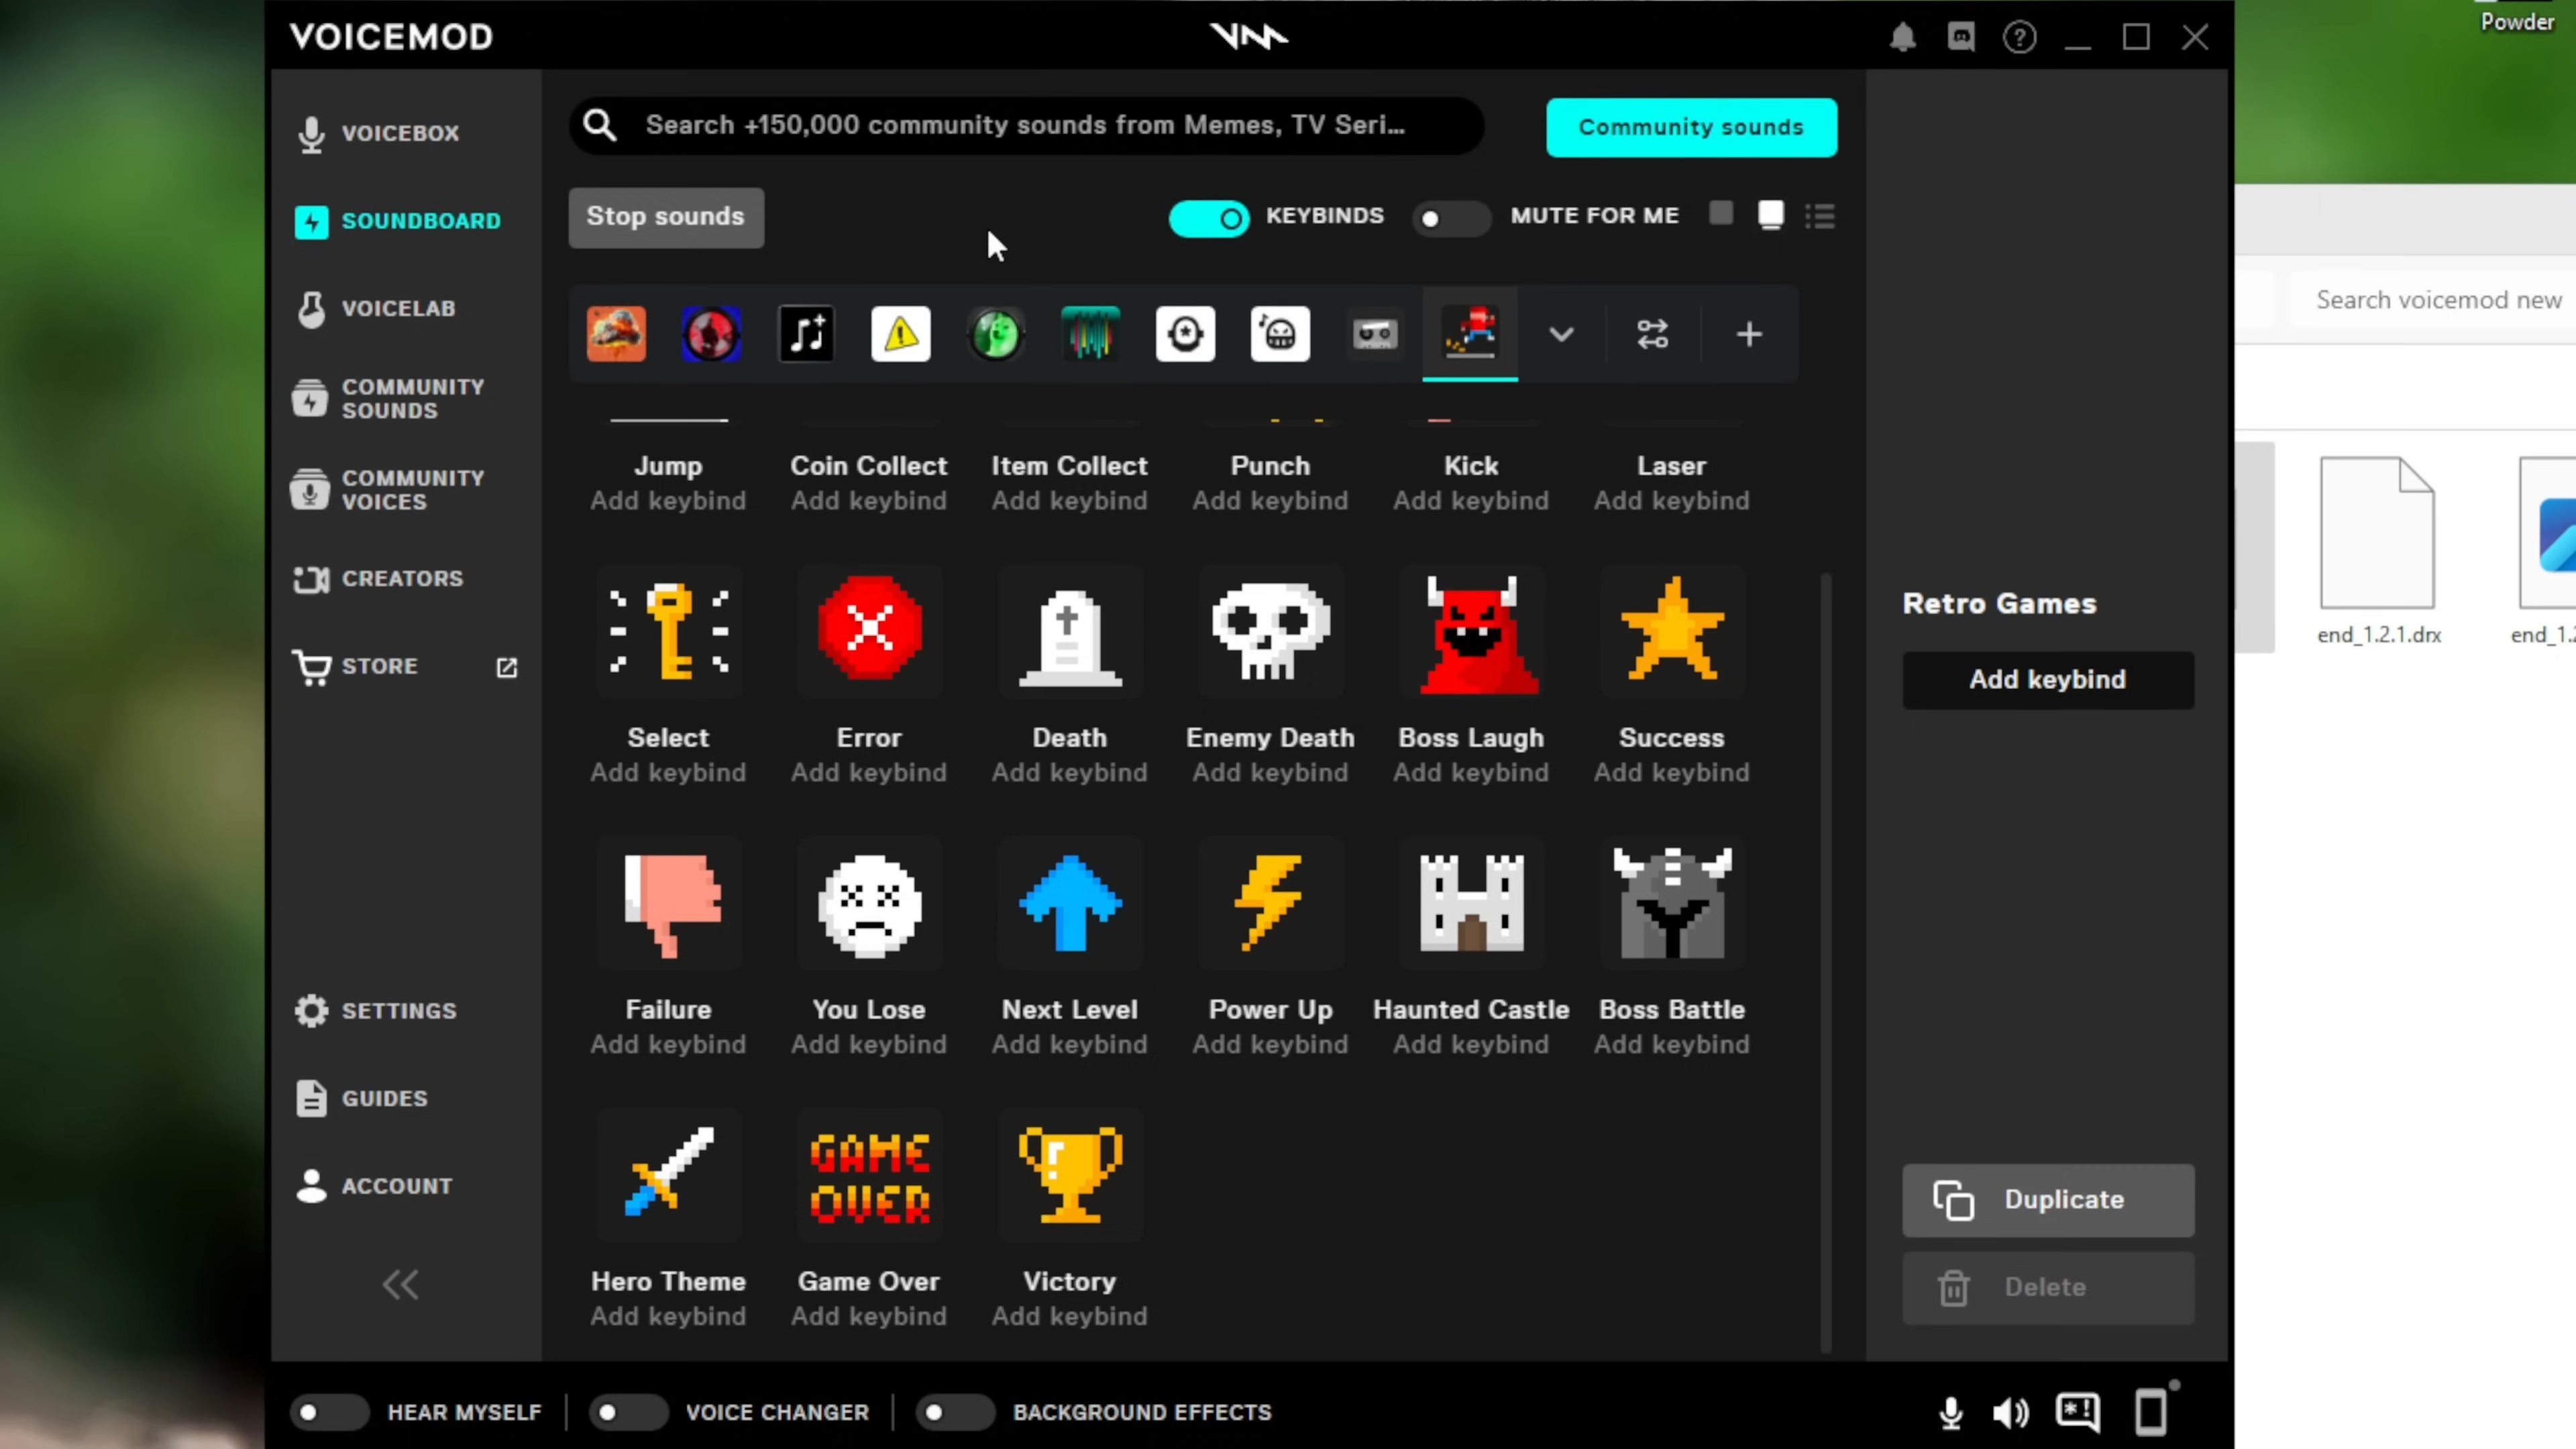 Powder
VOICEMOD
VOICEBOX
SOUNDBOARD
VOICELAB
COMMUNITY
SOUNDS
COMMUNITY
VOICES
CREATORS
STORE
SETTINGS
GUIDES
ACCOUNT
Search +150,000 community sounds from Memes, TV Seri...
Community sounds
Stop sounds
KEYBINDS
MUTE FOR ME
Jump Coin Collect Item Collect Punch Kick Laser
Add keybind Add keybind Add keybind Add keybind Add keybind Add keybind
Select Error Death Enemy Death Boss Laugh Success
Add keybind Add keybind Add keybind Add keybind Add keybind Add keybind
Failure You Lose Next Level Power Up Haunted Castle Boss Battle
Add keybind Add keybind Add keybind Add keybind Add keybind Add keybind
GAME
OVER
Hero Theme Game Over Victory
Add keybind Add keybind Add keybind
Retro Games
Add keybind
Duplicate
Delete
HEAR MYSELF
VOICE CHANGER
BACKGROUND EFFECTS
Search voicemod new
end_1.2.1.drx
end_1.2